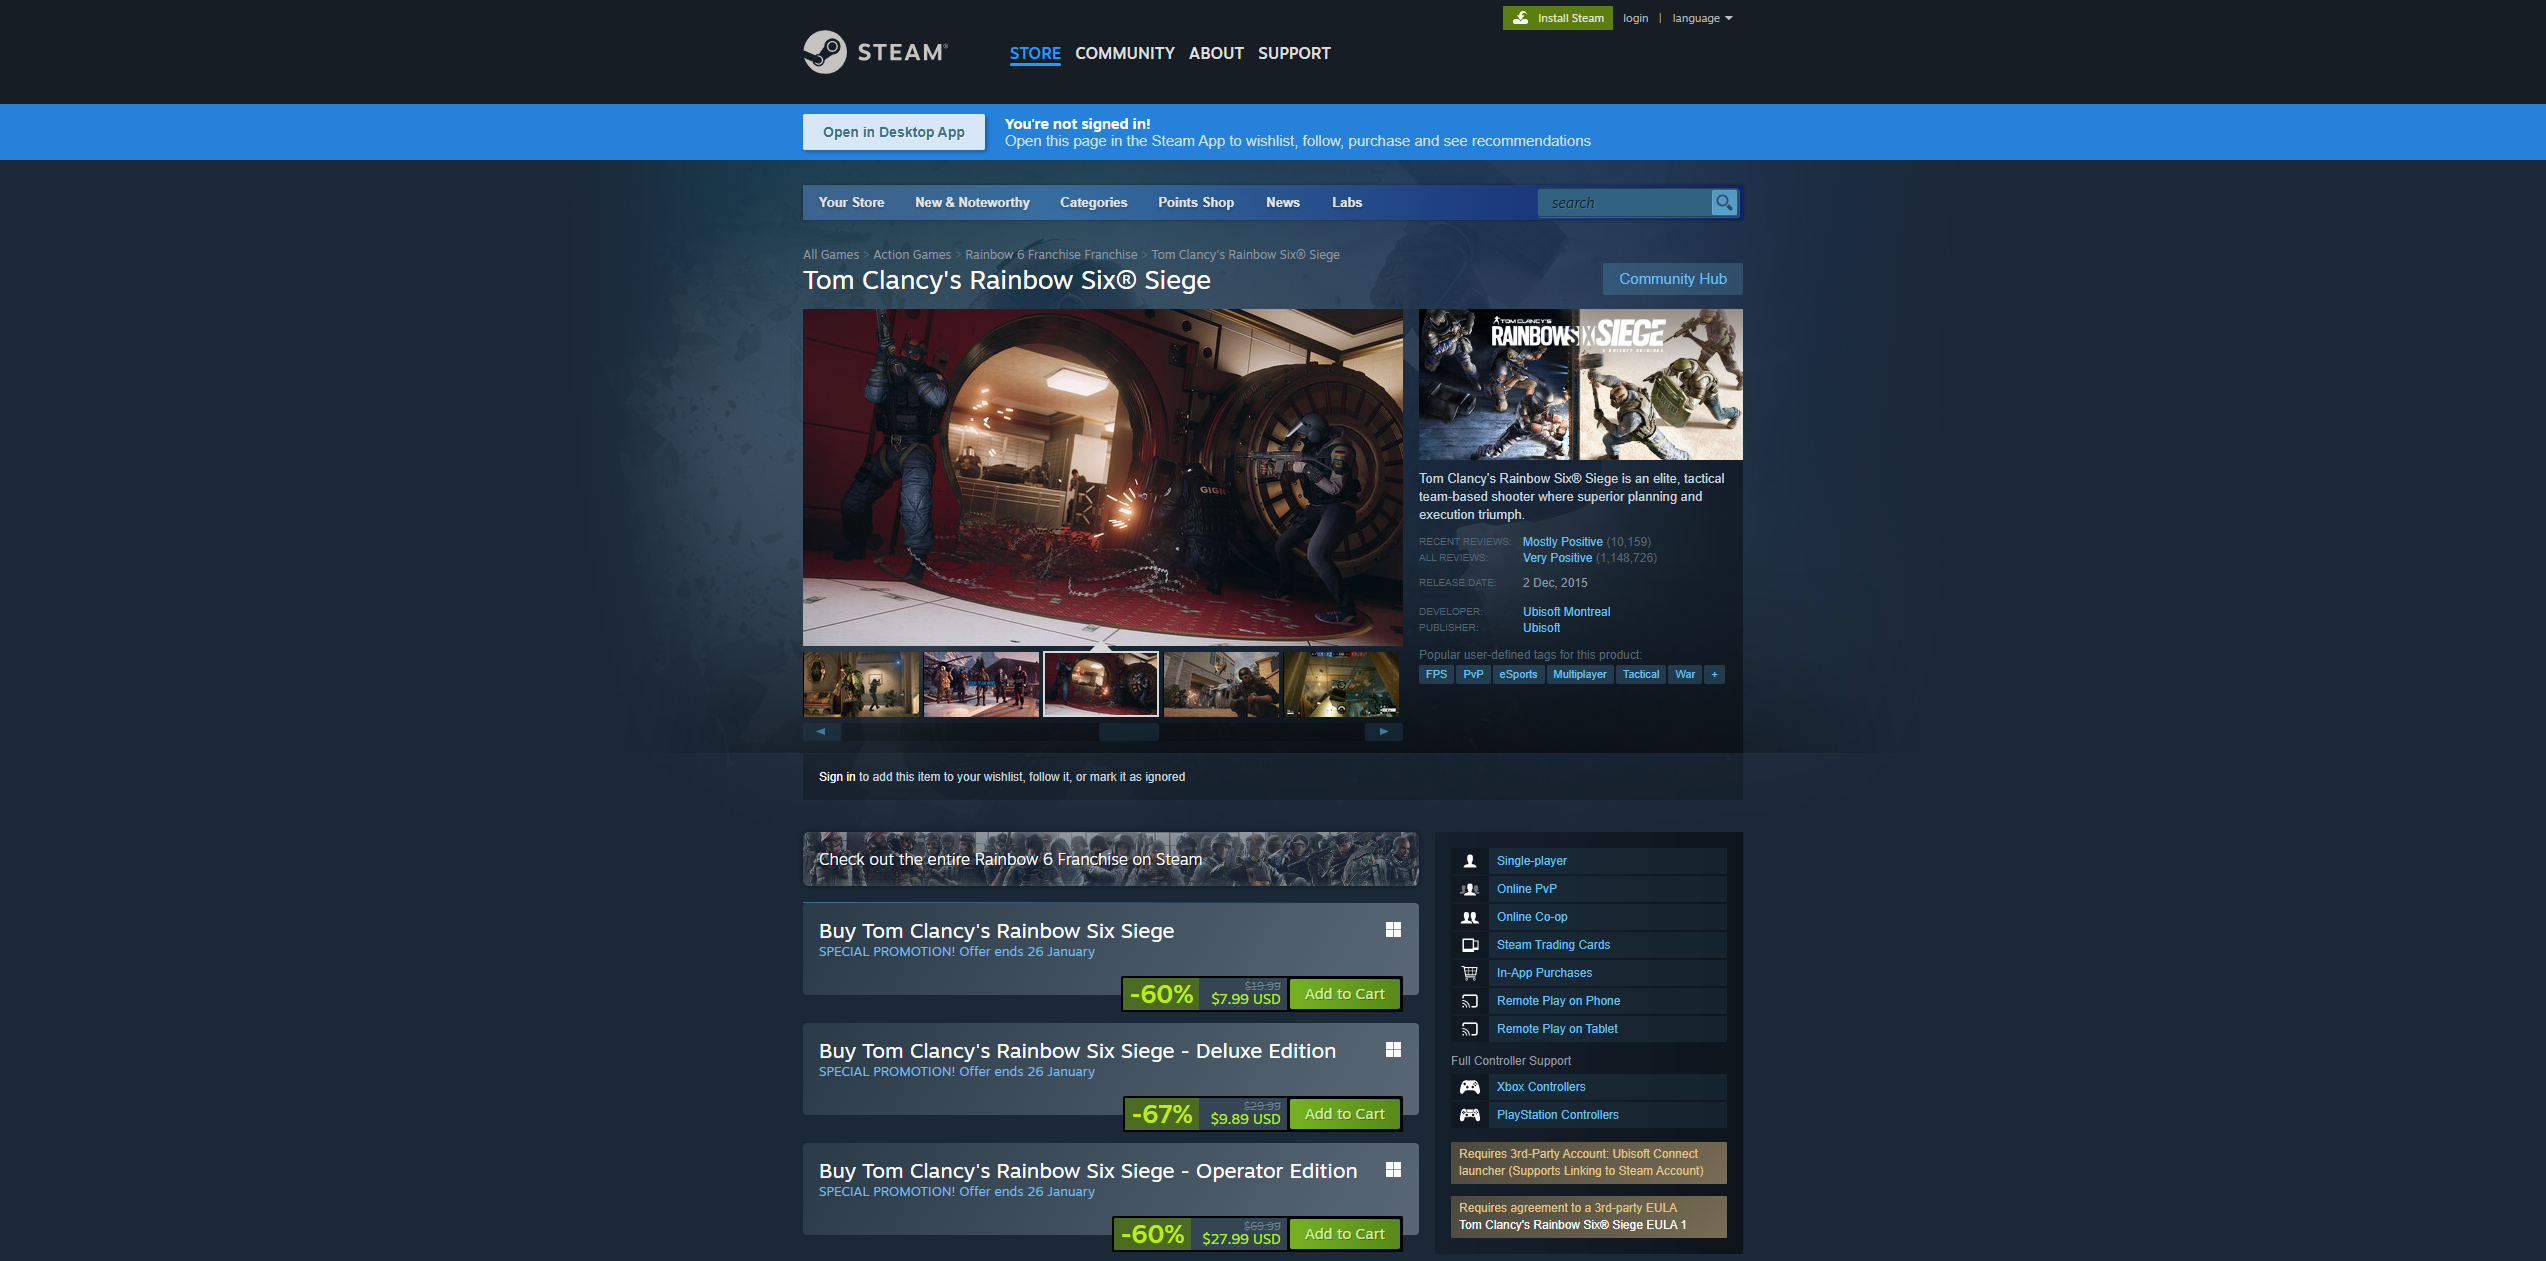 Install Steam login | language
STEAM®
STORE COMMUNITY ABOUT SUPPORT
Open in Desktop App
You're not signed in!
Open this page in the Steam App to wishlist, follow, purchase and see recommendations
Your Store New & Noteworthy Categories Points Shop News Labs search
All Games > Action Games > Rainbow 6 Franchise Franchise > Tom Clancy's Rainbow Six® Siege
Tom Clancy's Rainbow Six® Siege
Community Hub
GIGN
TOM CLANCY'S
RAINBOWSIX SIEGE
Tom Clancy's Rainbow Six® Siege is an elite, tactical
team-based shooter where superior planning and
execution triumph.
RECENT REVIEWS: Mostly Positive (10,159)
ALL REVIEWS: Very Positive (1,148,726)
RELEASE DATE: 2 Dec, 2015
DEVELOPER: Ubisoft Montreal
PUBLISHER: Ubisoft
Popular user-defined tags for this product:
FPS PvP eSports Multiplayer Tactical War +
Sign in to add this item to your wishlist, follow it, or mark it as ignored
Check out the entire Rainbow 6 Franchise on Steam
Buy Tom Clancy's Rainbow Six Siege
SPECIAL PROMOTION! Offer ends 26 January
-60% $19.99 $7.99 USD Add to Cart
Buy Tom Clancy's Rainbow Six Siege - Deluxe Edition
SPECIAL PROMOTION! Offer ends 26 January
-67% $29.99 $9.89 USD Add to Cart
Buy Tom Clancy's Rainbow Six Siege - Operator Edition
SPECIAL PROMOTION! Offer ends 26 January
-60% $69.99 $27.99 USD Add to Cart
Single-player
Online PvP
Online Co-op
Steam Trading Cards
In-App Purchases
Remote Play on Phone
Remote Play on Tablet
Full Controller Support
Xbox Controllers
PlayStation Controllers
Requires 3rd-Party Account: Ubisoft Connect
launcher (Supports Linking to Steam Account)
Requires agreement to a 3rd-party EULA
Tom Clancy's Rainbow Six® Siege EULA 1